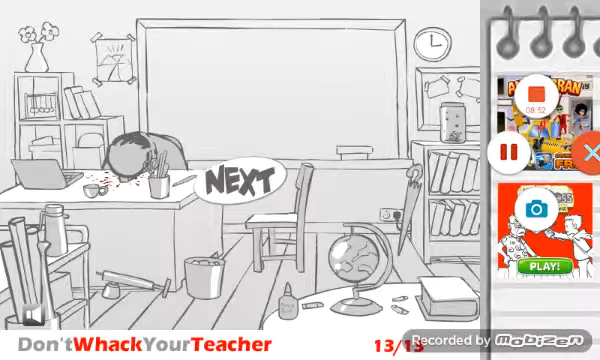 08:52
NEXT
PLAY!
Don'tWhackYourTeacher
13/13
Recorded by MOBIZEN